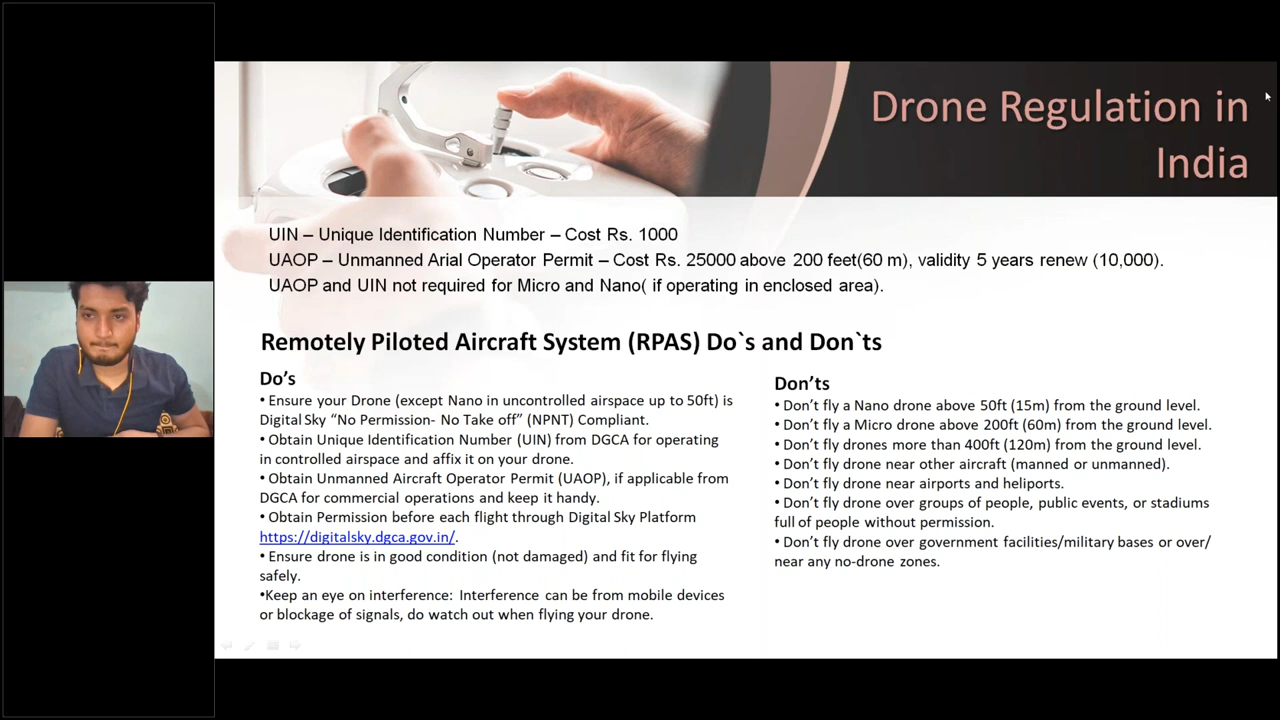 Drone Regulation in
India
UIN – Unique Identification Number – Cost Rs. 1000
UAOP – Unmanned Arial Operator Permit – Cost Rs. 25000 above 200 feet(60 m), validity 5 years renew (10,000).
UAOP and UIN not required for Micro and Nano( if operating in enclosed area).
Remotely Piloted Aircraft System (RPAS) Do`s and Don`ts
Do’s
• Ensure your Drone (except Nano in uncontrolled airspace up to 50ft) is
Digital Sky “No Permission- No Take off” (NPNT) Compliant.
• Obtain Unique Identification Number (UIN) from DGCA for operating
in controlled airspace and affix it on your drone.
• Obtain Unmanned Aircraft Operator Permit (UAOP), if applicable from
DGCA for commercial operations and keep it handy.
• Obtain Permission before each flight through Digital Sky Platform
https://digitalsky.dgca.gov.in/.
• Ensure drone is in good condition (not damaged) and fit for flying
safely.
•Keep an eye on interference: Interference can be from mobile devices
or blockage of signals, do watch out when flying your drone.
Don’ts
• Don’t fly a Nano drone above 50ft (15m) from the ground level.
• Don’t fly a Micro drone above 200ft (60m) from the ground level.
• Don’t fly drones more than 400ft (120m) from the ground level.
• Don’t fly drone near other aircraft (manned or unmanned).
• Don’t fly drone near airports and heliports.
• Don’t fly drone over groups of people, public events, or stadiums
full of people without permission.
• Don’t fly drone over government facilities/military bases or over/
near any no-drone zones.